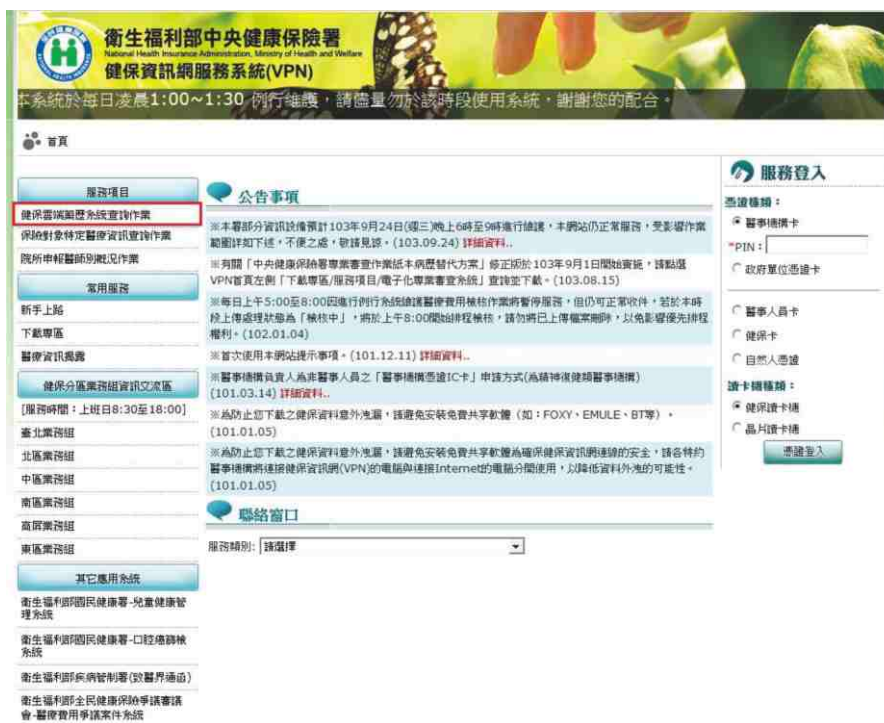 衛生福利部中央健康保險署
National Health Insurance Administration, Ministry of Health and Welfare
健保資訊網服務系統(VPN)
本系統於每日凌晨1:00~1:30 例行維護，請儘量勿於該時段使用系統，謝謝您的配合。
首頁
服務項目
健保雲端藥歷系統查詢作業
保險對象特定醫療資訊查詢作業
院所申報醫師別概況作業
常用服務
新手上路
下載專區
醫療資訊揭露
健保分區業務組資訊交流區
[服務時間：上班日8:30至18:00]
臺北業務組
北區業務組
中區業務組
南區業務組
高屏業務組
東區業務組
其它應用系統
衛生福利部國民健康署-兒童健康管
理系統
衛生福利部國民健康署-口腔癌篩檢
系統
衛生福利部疾病管制署(致醫界通函)
衛生福利部全民健康保險爭議審議
會-醫療費用爭議案件系統
公告事項
※本署部分資訊設備預計103年9月24日(週三)晚上6時至9時進行維護，本網站仍正常服務，受影響作業
範圍詳如下述，不便之處，敬請見諒。(103.09.24) 詳細資料..
※有關「中央健康保險署專業審查作業紙本病歷替代方案」修正版於103年9月1日開始實施，請點選
VPN首頁左側「下載專區/服務項目/電子化專業審查系統」查詢並下載。(103.08.15)
※每日上午5:00至8:00因進行例行系統維護醫療費用檢核作業將暫停服務，但仍可正常收件，若於本時
段上傳處理狀態為「檢核中」，將於上午8:00開始排程檢核，請勿將已上傳檔案刪除，以免影響優先排程
權利。(102.01.04)
※首次使用本網站提示事項。(101.12.11) 詳細資料..
※醫事機構負責人為非醫事人員之「醫事機構憑證IC卡」申請方式(為精神復健類醫事機構)
(101.03.14) 詳細資料..
※為防止您下載之健保資料意外洩漏，請避免安裝免費共享軟體（如：FOXY、EMULE、BT等）。
(101.01.05)
※為防止您下載之健保資料意外洩漏，請避免安裝免費共享軟體為確保健保資訊網連線的安全，請各特約
醫事機構將連接健保資訊網(VPN)的電腦與連接Internet的電腦分開使用，以降低資料外洩的可能性。
(101.01.05)
聯絡窗口
服務類別: 請選擇
服務登入
憑證種類：
醫事機構卡
*PIN：
政府單位憑證卡
醫事人員卡
健保卡
自然人憑證
讀卡機種類：
健保讀卡機
晶片讀卡機
憑證登入